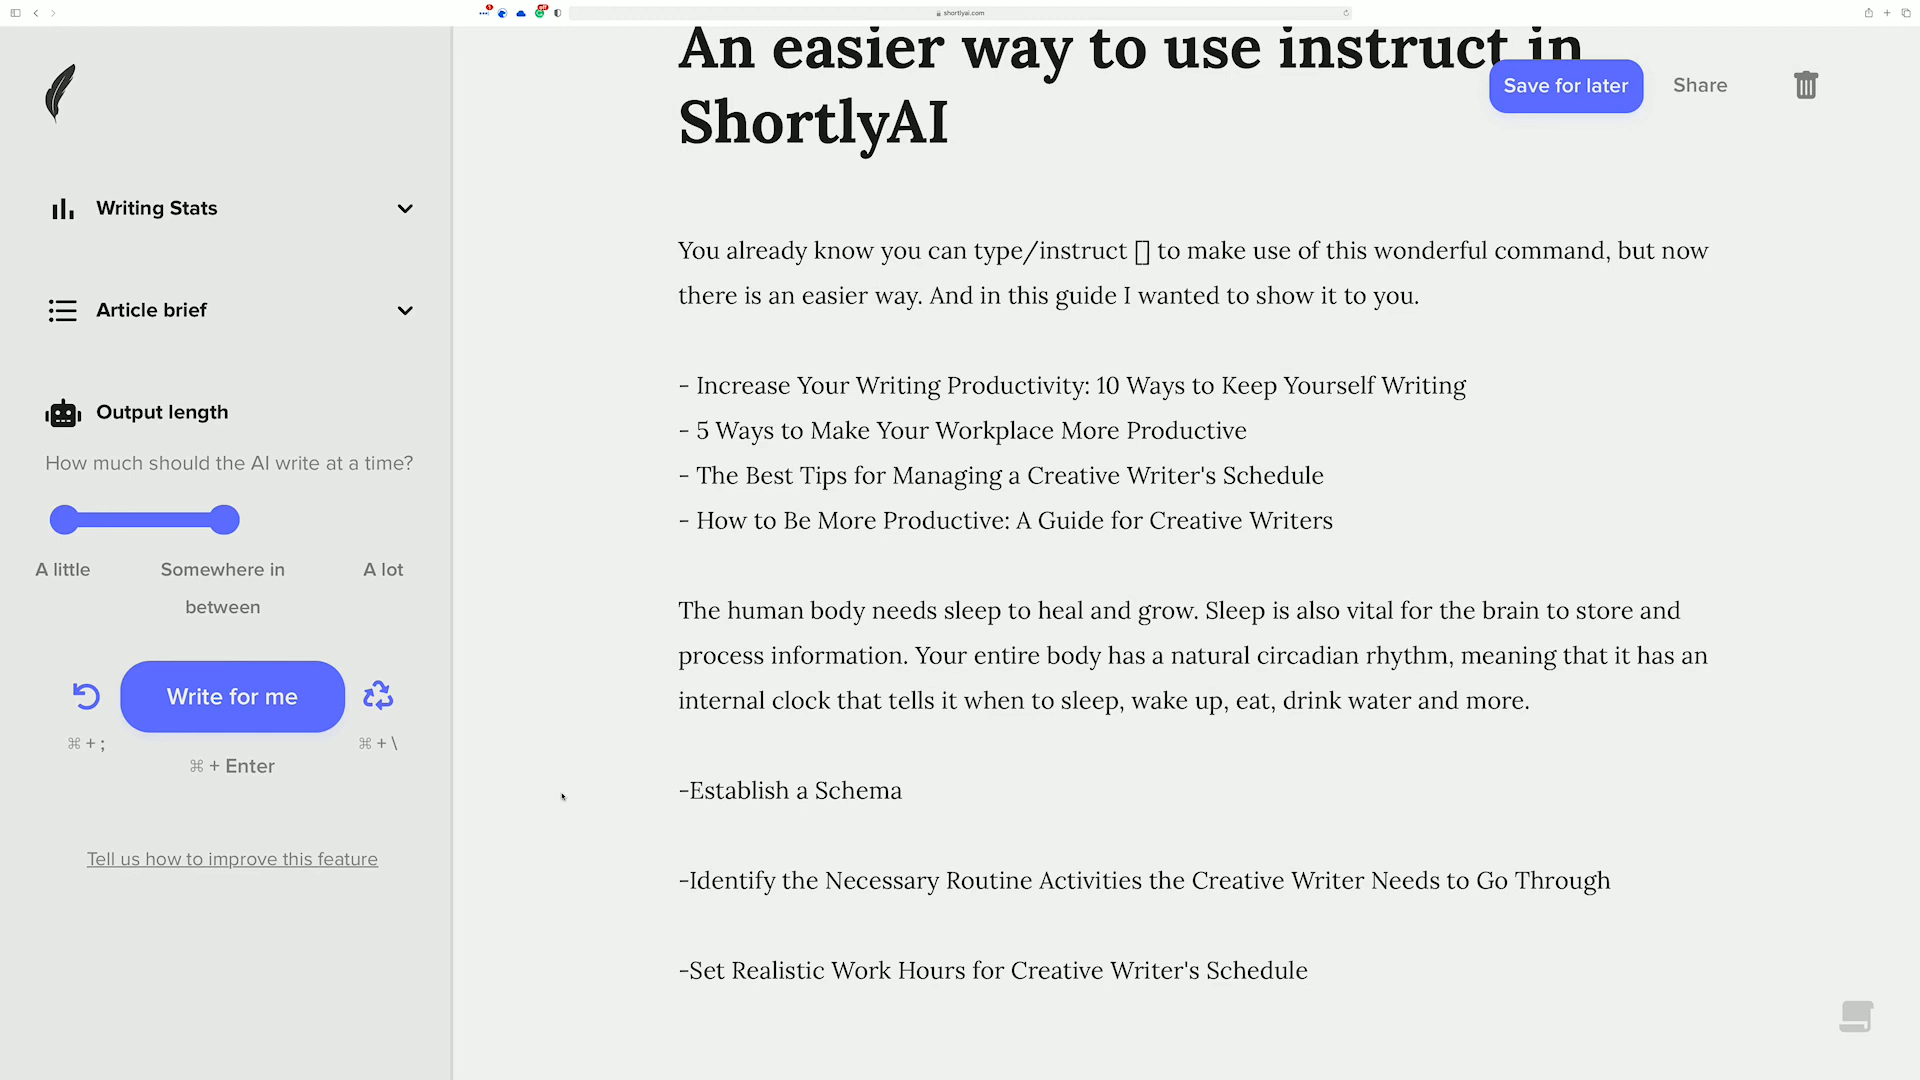 shortlyai.com
An easier way to use instruct in
ShortlyAI
Save for later
Share
Writing Stats
Article brief
Output length
How much should the AI write at a time?
A little
Somewhere in
between
A lot
Write for me
⌘ + ;
⌘ + \
⌘ + Enter
Tell us how to improve this feature
You already know you can type/instruct [] to make use of this wonderful command, but now
there is an easier way. And in this guide I wanted to show it to you.
- Increase Your Writing Productivity: 10 Ways to Keep Yourself Writing
- 5 Ways to Make Your Workplace More Productive
- The Best Tips for Managing a Creative Writer's Schedule
- How to Be More Productive: A Guide for Creative Writers
The human body needs sleep to heal and grow. Sleep is also vital for the brain to store and
process information. Your entire body has a natural circadian rhythm, meaning that it has an
internal clock that tells it when to sleep, wake up, eat, drink water and more.
-Establish a Schema
-Identify the Necessary Routine Activities the Creative Writer Needs to Go Through
-Set Realistic Work Hours for Creative Writer's Schedule